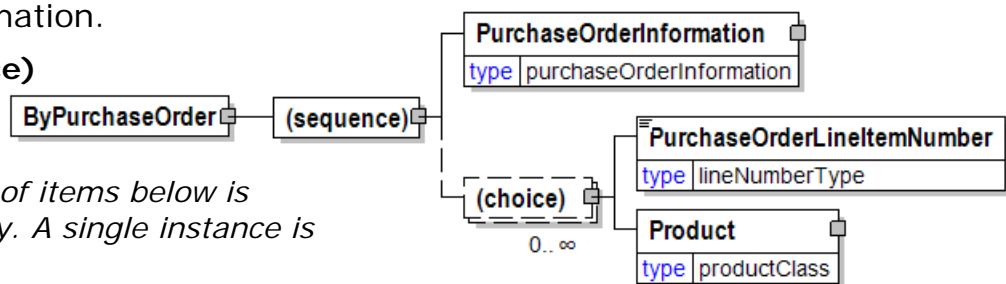 nation.
PurchaseOrderInformation
type purchaseOrderInformation
e)
ByPurchaseOrder
(sequence)
PurchaseOrderLineItemNumber
type lineNumberType
of items below is
(choice)
y. A single instance is
0.. ∞
Product
type productClass